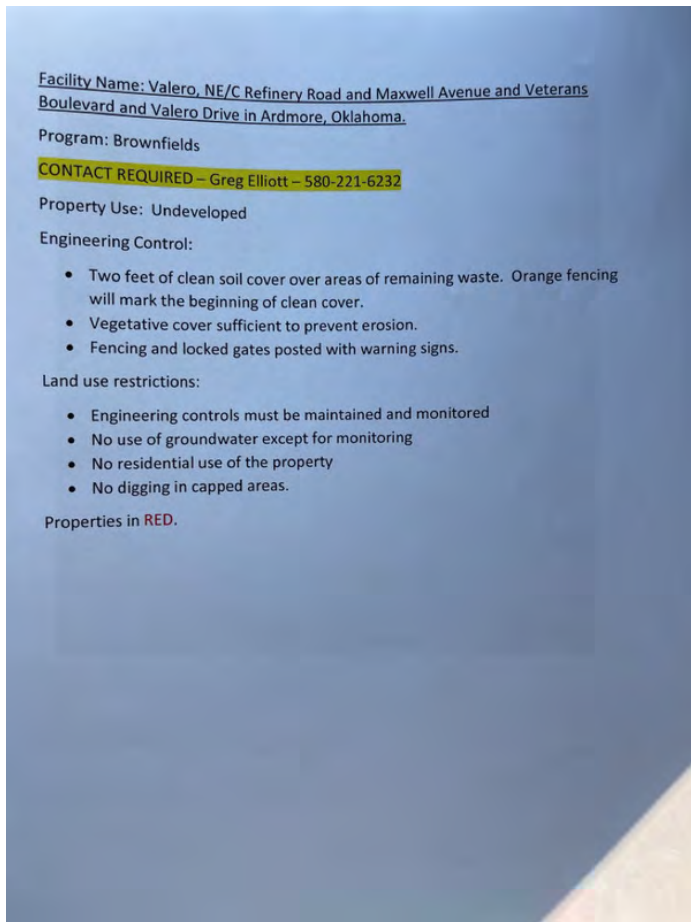 Facility Name: Valero, NE/C Refinery Road and Maxwell Avenue and Veterans
Boulevard and Valero Drive in Ardmore, Oklahoma.
Program: Brownfields
CONTACT REQUIRED – Greg Elliott – 580-221-6232
Property Use: Undeveloped
Engineering Control:
• Two feet of clean soil cover over areas of remaining waste. Orange fencing
will mark the beginning of clean cover.
• Vegetative cover sufficient to prevent erosion.
• Fencing and locked gates posted with warning signs.
Land use restrictions:
• Engineering controls must be maintained and monitored
• No use of groundwater except for monitoring
• No residential use of the property
• No digging in capped areas.
Properties in RED.